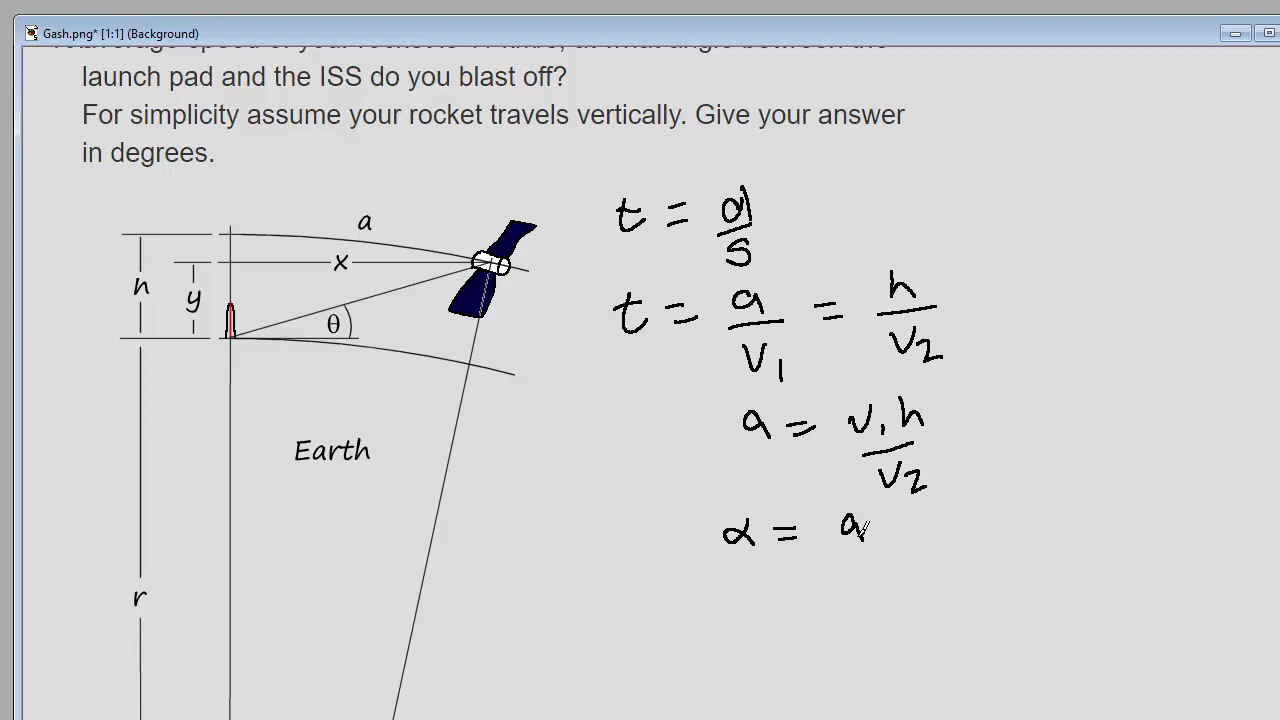 Gash.png* [1:1] (Background)
launch pad and the ISS do you blast off?
For simplicity assume your rocket travels vertically. Give your answer
in degrees.
a
x
h
y
θ
Earth
r
t = d/s
t = a/V1 = h/V2
a = V1h/V2
α = a